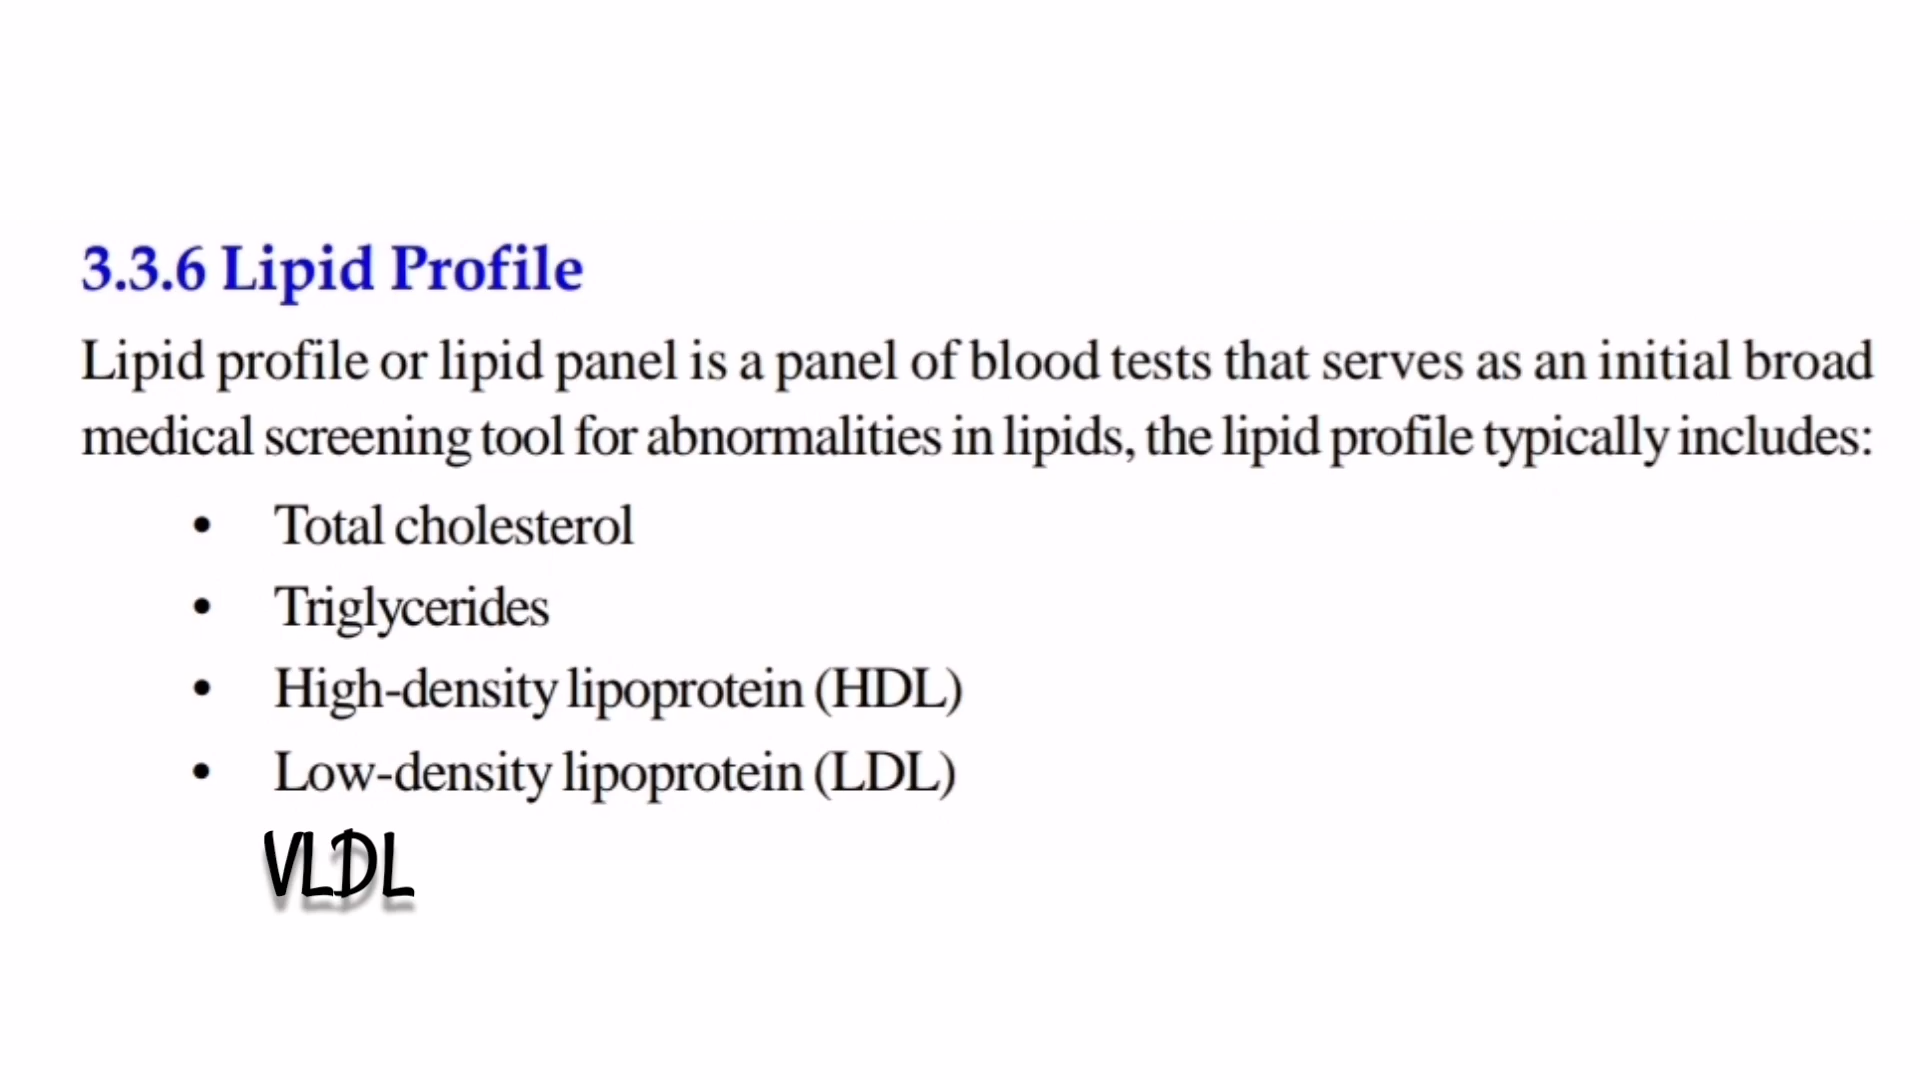 3.3.6 Lipid Profile
Lipid profile or lipid panel is a panel of blood tests that serves as an initial broad
medical screening tool for abnormalities in lipids, the lipid profile typically includes:
• Total cholesterol
• Triglycerides
• High-density lipoprotein (HDL)
• Low-density lipoprotein (LDL)
VLDL